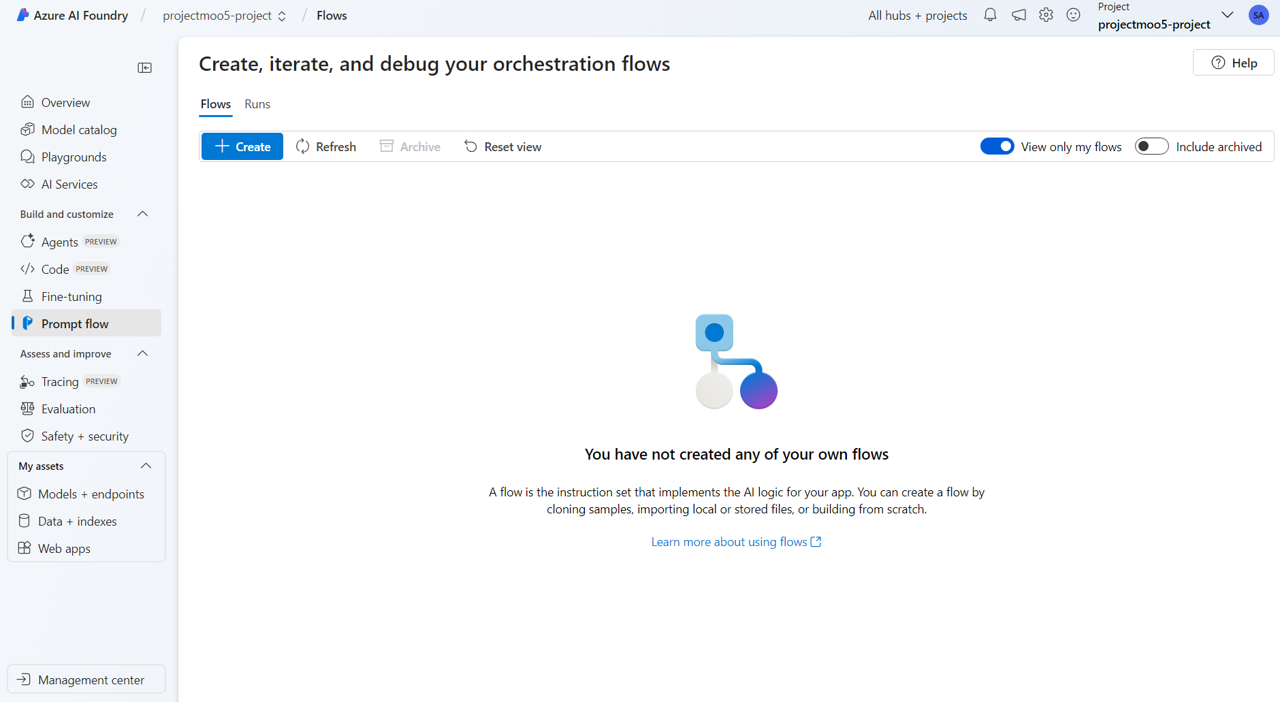 Azure AI Foundry / projectmoo5-project / Flows
All hubs + projects
Project
projectmoo5-project
SA
Overview
Model catalog
Playgrounds
AI Services
Build and customize
Agents PREVIEW
Code PREVIEW
Fine-tuning
Prompt flow
Assess and improve
Tracing PREVIEW
Evaluation
Safety + security
My assets
Models + endpoints
Data + indexes
Web apps
Management center
Create, iterate, and debug your orchestration flows
Help
Flows Runs
Create Refresh Archive Reset view View only my flows Include archived
You have not created any of your own flows
A flow is the instruction set that implements the AI logic for your app. You can create a flow by
cloning samples, importing local or stored files, or building from scratch.
Learn more about using flows